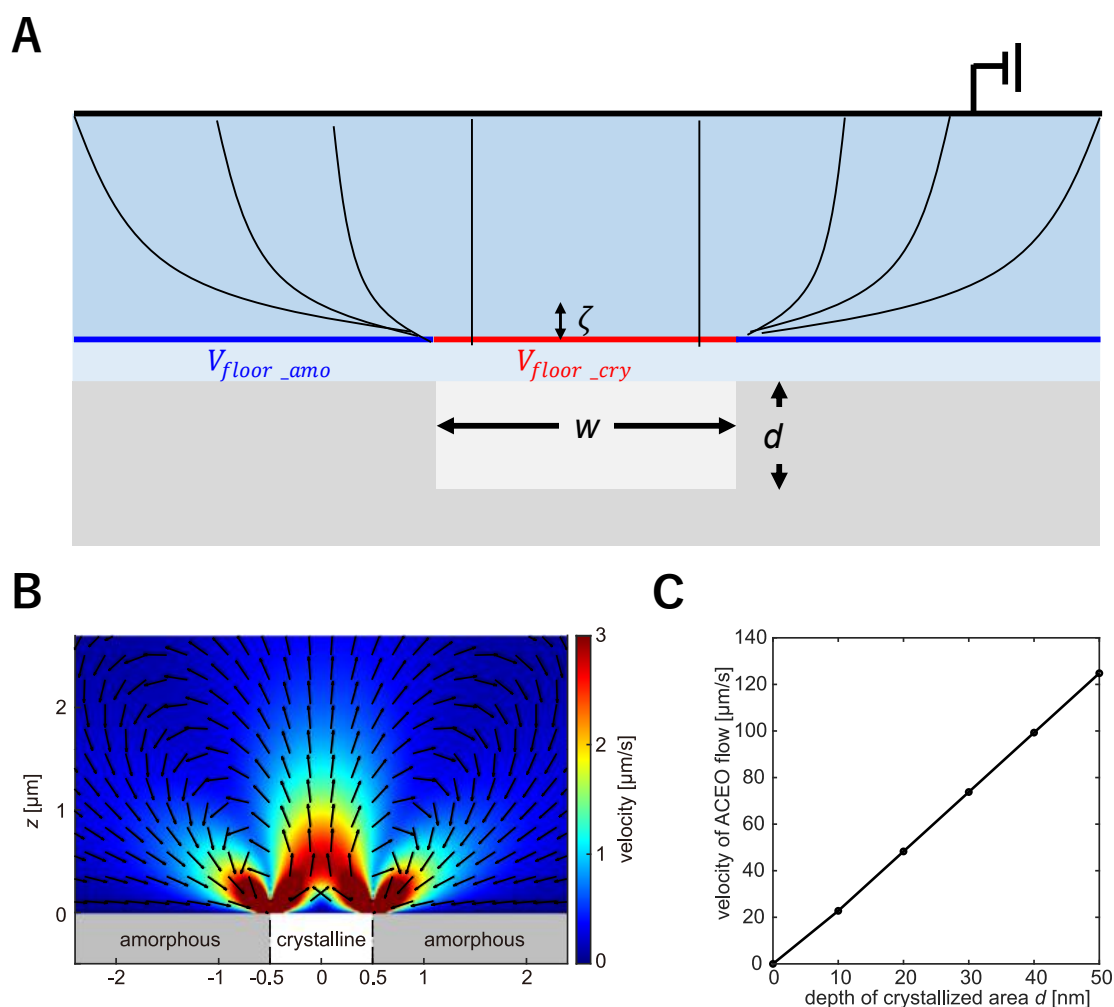 A
ζ
V_floor_amo
V_floor_cry
w
d
B
C
z [µm]
2
1
0
amorphous
crystalline
amorphous
-2
-1
-0.5
0
0.5
1
2
3
2
1
0
velocity [µm/s]
velocity of ACEO flow [µm/s]
140
120
100
80
60
40
20
0
0
10
20
30
40
50
depth of crystallized area d [nm]